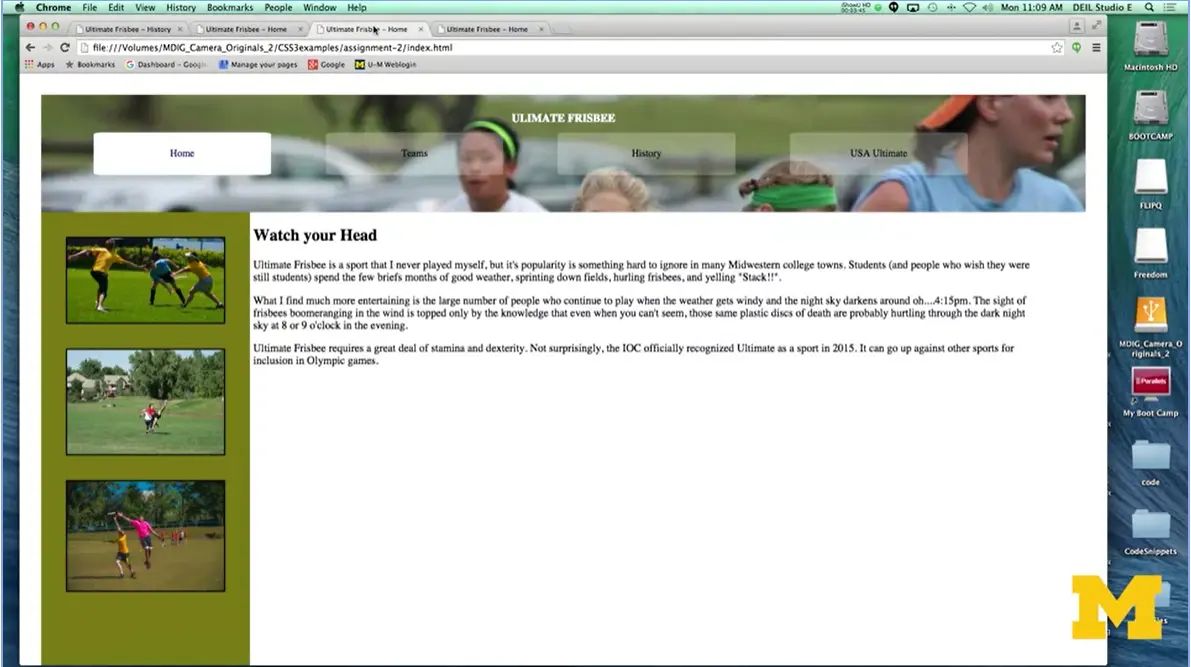 Chrome File Edit View History Bookmarks People Window Help
Mon 11:09 AM DEIL Studio E
Ultimate Frisbee - History
Ultimate Frisbee - Home
Ultimate Frisbee - Home
Ultimate Frisbee - Home
file:///Volumes/MDIG_Camera_Originals_2/CSS3examples/assignment-2/index.html
Apps Bookmarks Dashboard - Googl Manage your pages Google U-M Weblogin
ULIMATE FRISBEE
Home Teams History USA Ultimate
Watch your Head
Ultimate Frisbee is a sport that I never played myself, but it's popularity is something hard to ignore in many Midwestern college towns. Students (and people who wish they were
still students) spend the few briefs months of good weather, sprinting down fields, hurling frisbees, and yelling "Stack!!".
What I find much more entertaining is the large number of people who continue to play when the weather gets windy and the night sky darkens around oh....4:15pm. The sight of
frisbees boomeranging in the wind is topped only by the knowledge that even when you can't seem, those same plastic discs of death are probably hurtling through the dark night
sky at 8 or 9 o'clock in the evening.
Ultimate Frisbee requires a great deal of stamina and dexterity. Not surprisingly, the IOC officially recognized Ultimate as a sport in 2015. It can go up against other sports for
inclusion in Olympic games.
Macintosh HD
BOOTCAMP
FLIPQ
Freedom
MDIG_Camera_O
riginals_2
|| Parallels
My Boot Camp
code
CodeSnippets
M